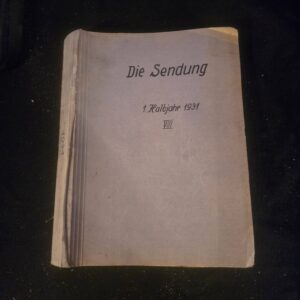 Die Sendung
1. Halbjahr 1931
VIII